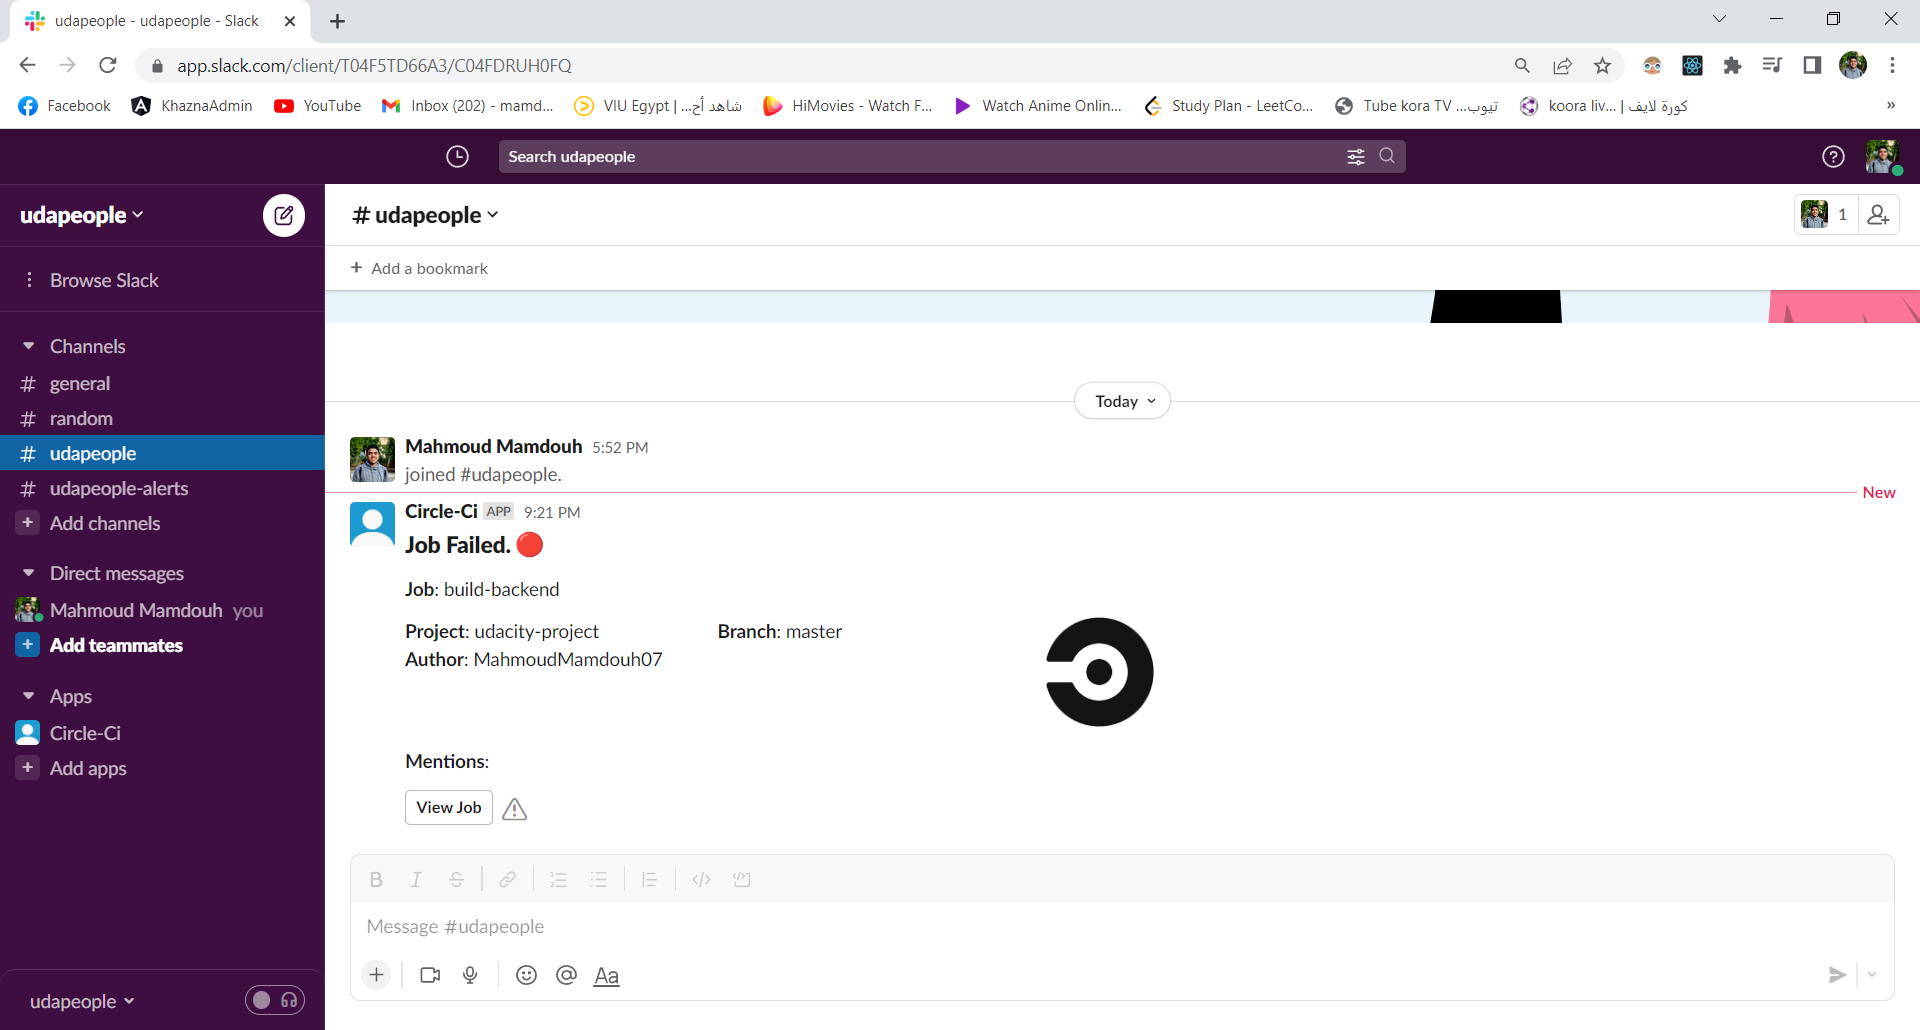 udapeople - udapeople - Slack
app.slack.com/client/T04F5TD66A3/C04FDRUH0FQ
Facebook
KhaznaAdmin
YouTube
Inbox (202) - mamd...
VIU Egypt | ...شاهد أح
HiMovies - Watch F...
Watch Anime Onlin...
Study Plan - LeetCo...
Tube kora TV ...تيوب
koora liv... | كورة لايف
»
Search udapeople
udapeople
Browse Slack
Channels
# general
# random
# udapeople
# udapeople-alerts
+ Add channels
Direct messages
Mahmoud Mamdouh you
+ Add teammates
Apps
Circle-Ci
+ Add apps
udapeople
# udapeople
1
+ Add a bookmark
Today
Mahmoud Mamdouh 5:52 PM
joined #udapeople.
New
Circle-Ci APP 9:21 PM
Job Failed. 🔴
Job: build-backend
Project: udacity-project
Branch: master
Author: MahmoudMamdouh07
Mentions:
View Job
Message #udapeople
Aa